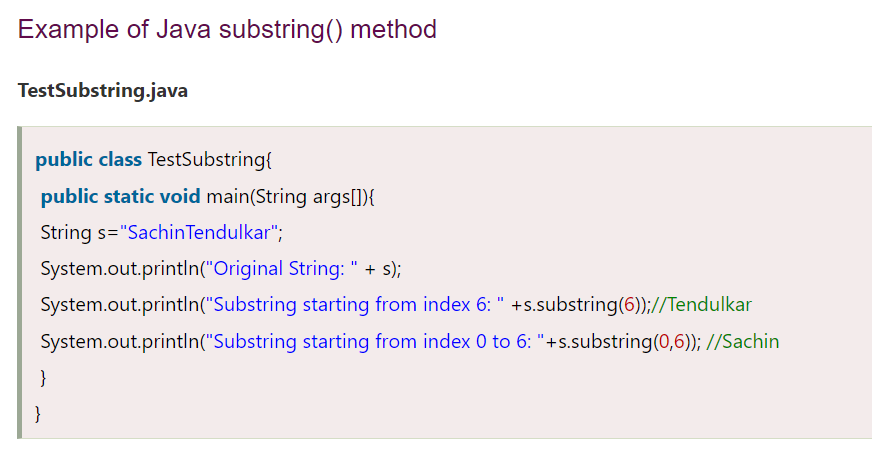 Example of Java substring() method
TestSubstring.java
public class TestSubstring{
public static void main(String args[]){
String s="SachinTendulkar";
System.out.println("Original String: " + s);
System.out.println("Substring starting from index 6: " +s.substring(6));//Tendulkar
System.out.println("Substring starting from index 0 to 6: "+s.substring(0,6)); //Sachin
}
}